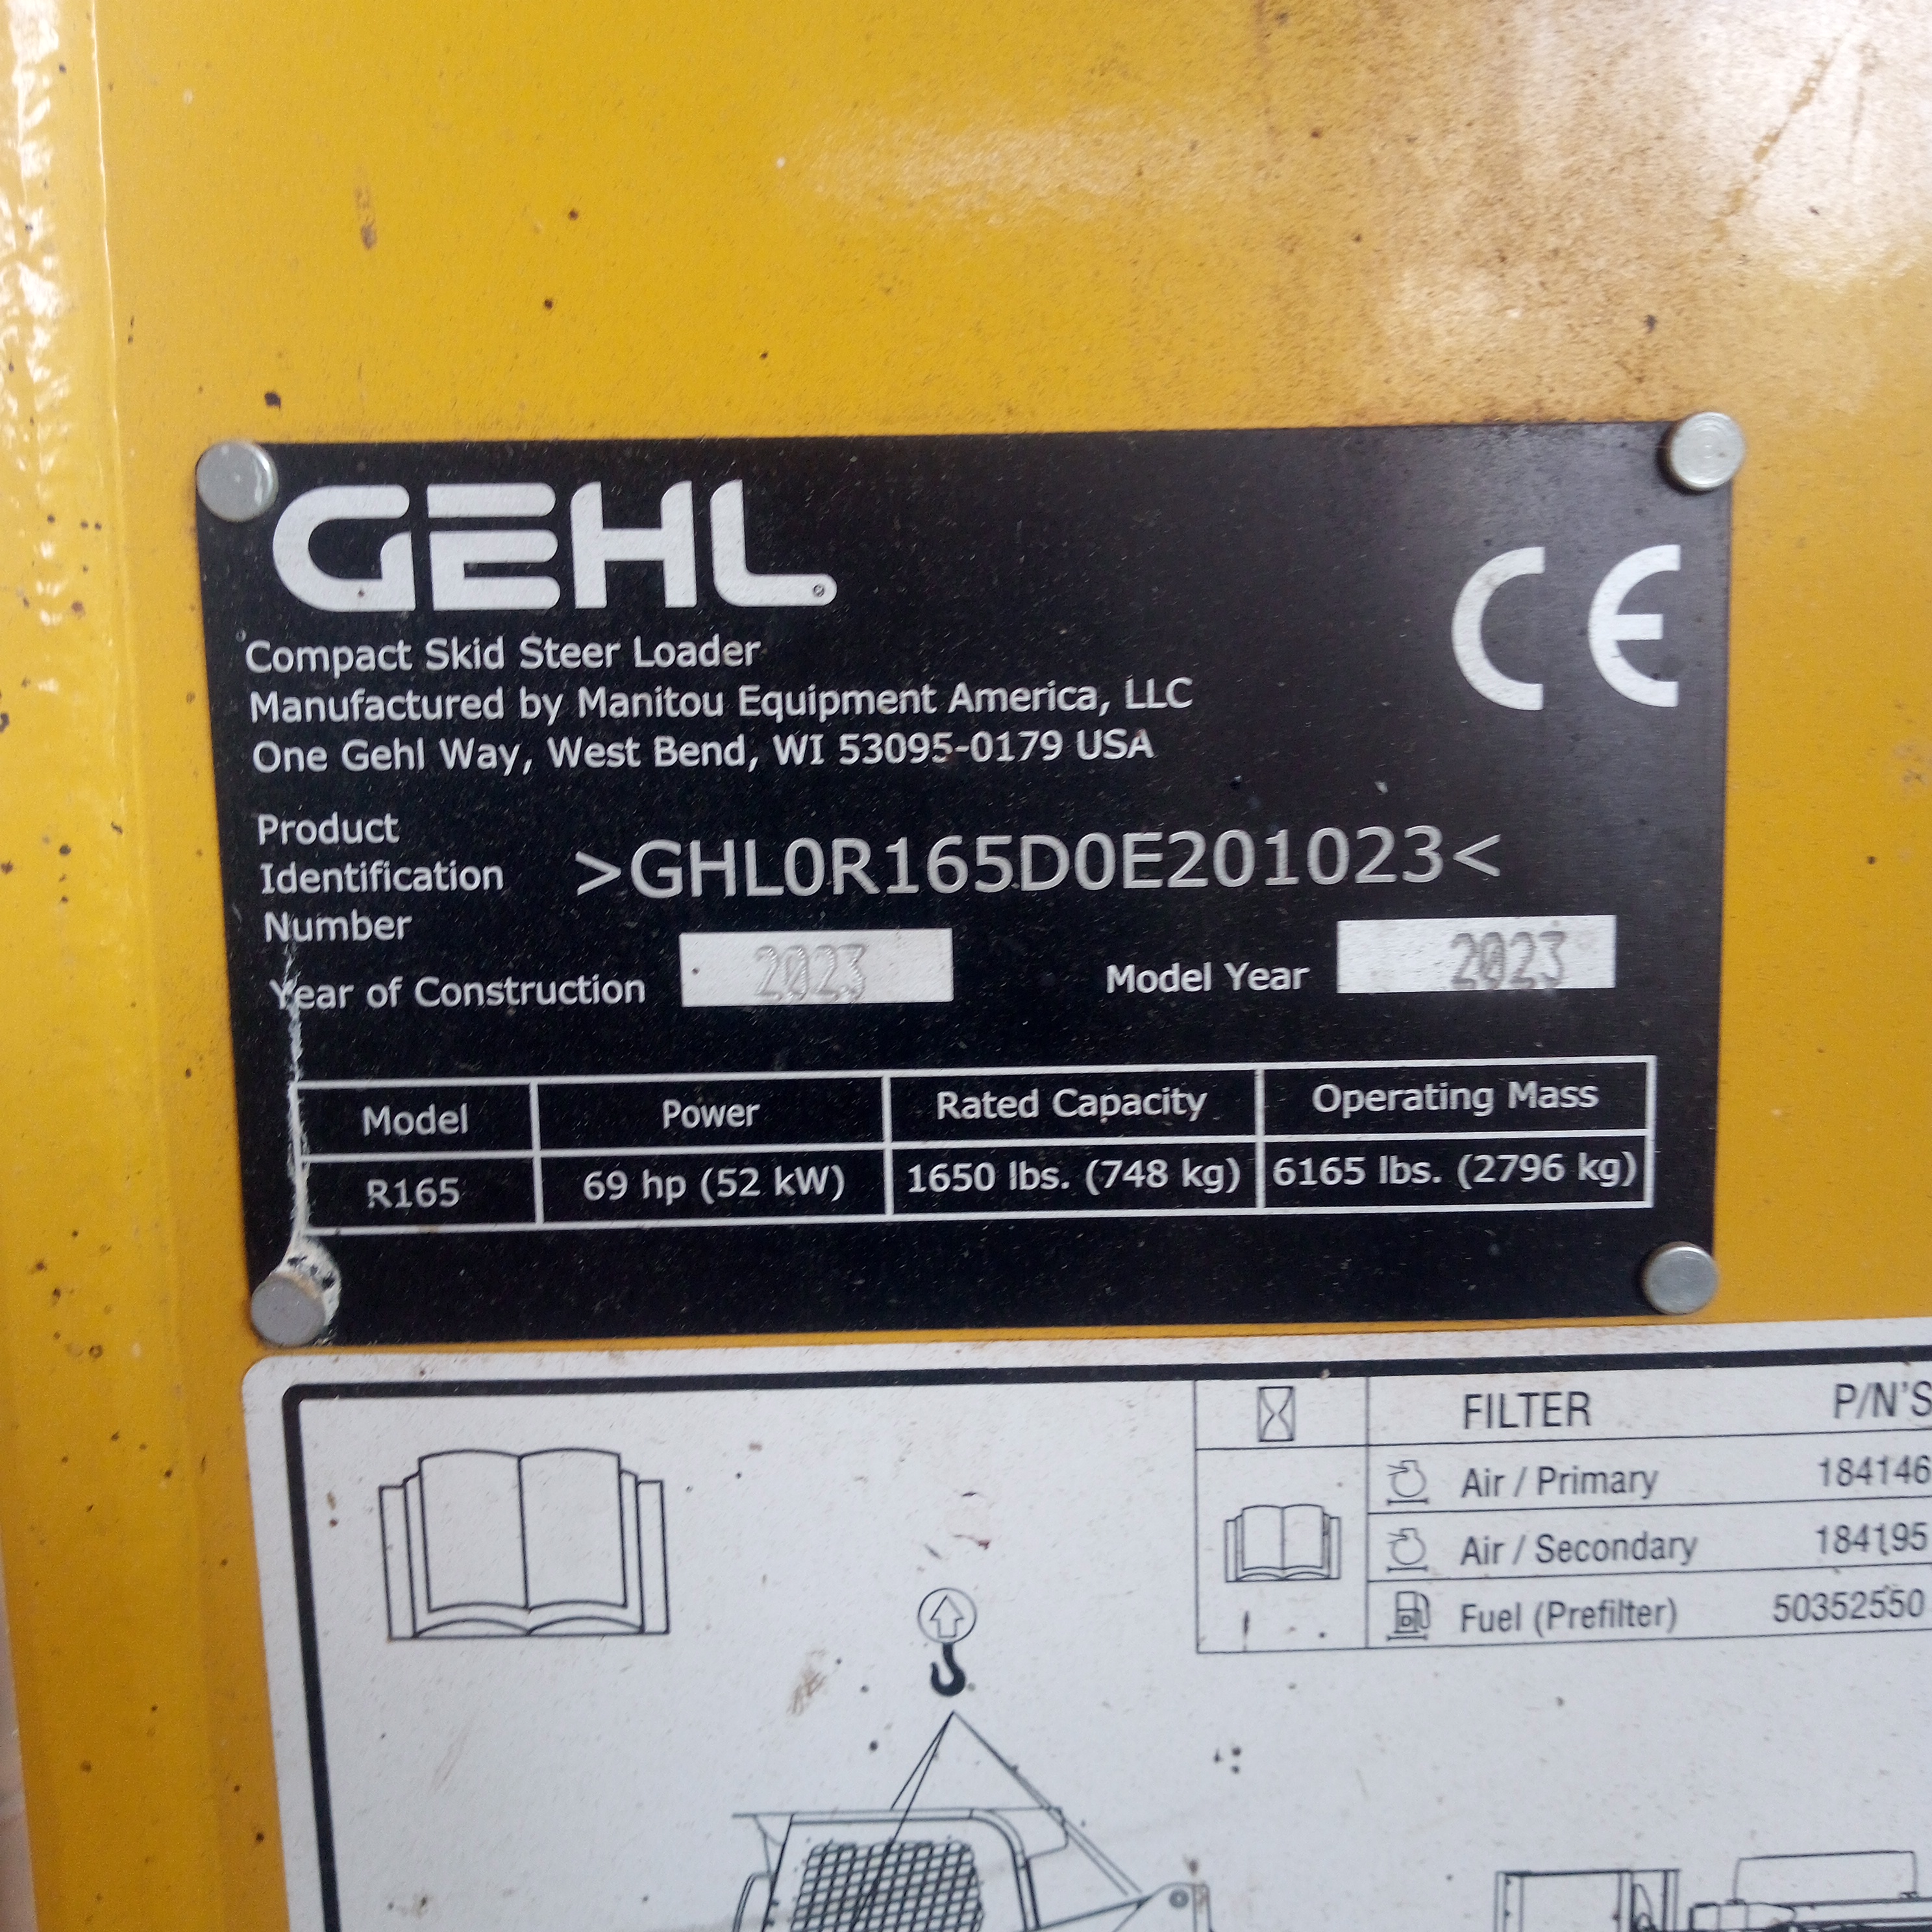 GEHL®
CE
Compact Skid Steer Loader
Manufactured by Manitou Equipment America, LLC
One Gehl Way, West Bend, WI 53095-0179 USA
Product
Identification
Number
>GHL0R165D0E201023<
Year of Construction 2023 Model Year 2023
Model Power Rated Capacity Operating Mass
R165 69 hp (52 kW) 1650 lbs. (748 kg) 6165 lbs. (2796 kg)
FILTER P/N'S
Air / Primary 184146
Air / Secondary 184195
Fuel (Prefilter) 50352550